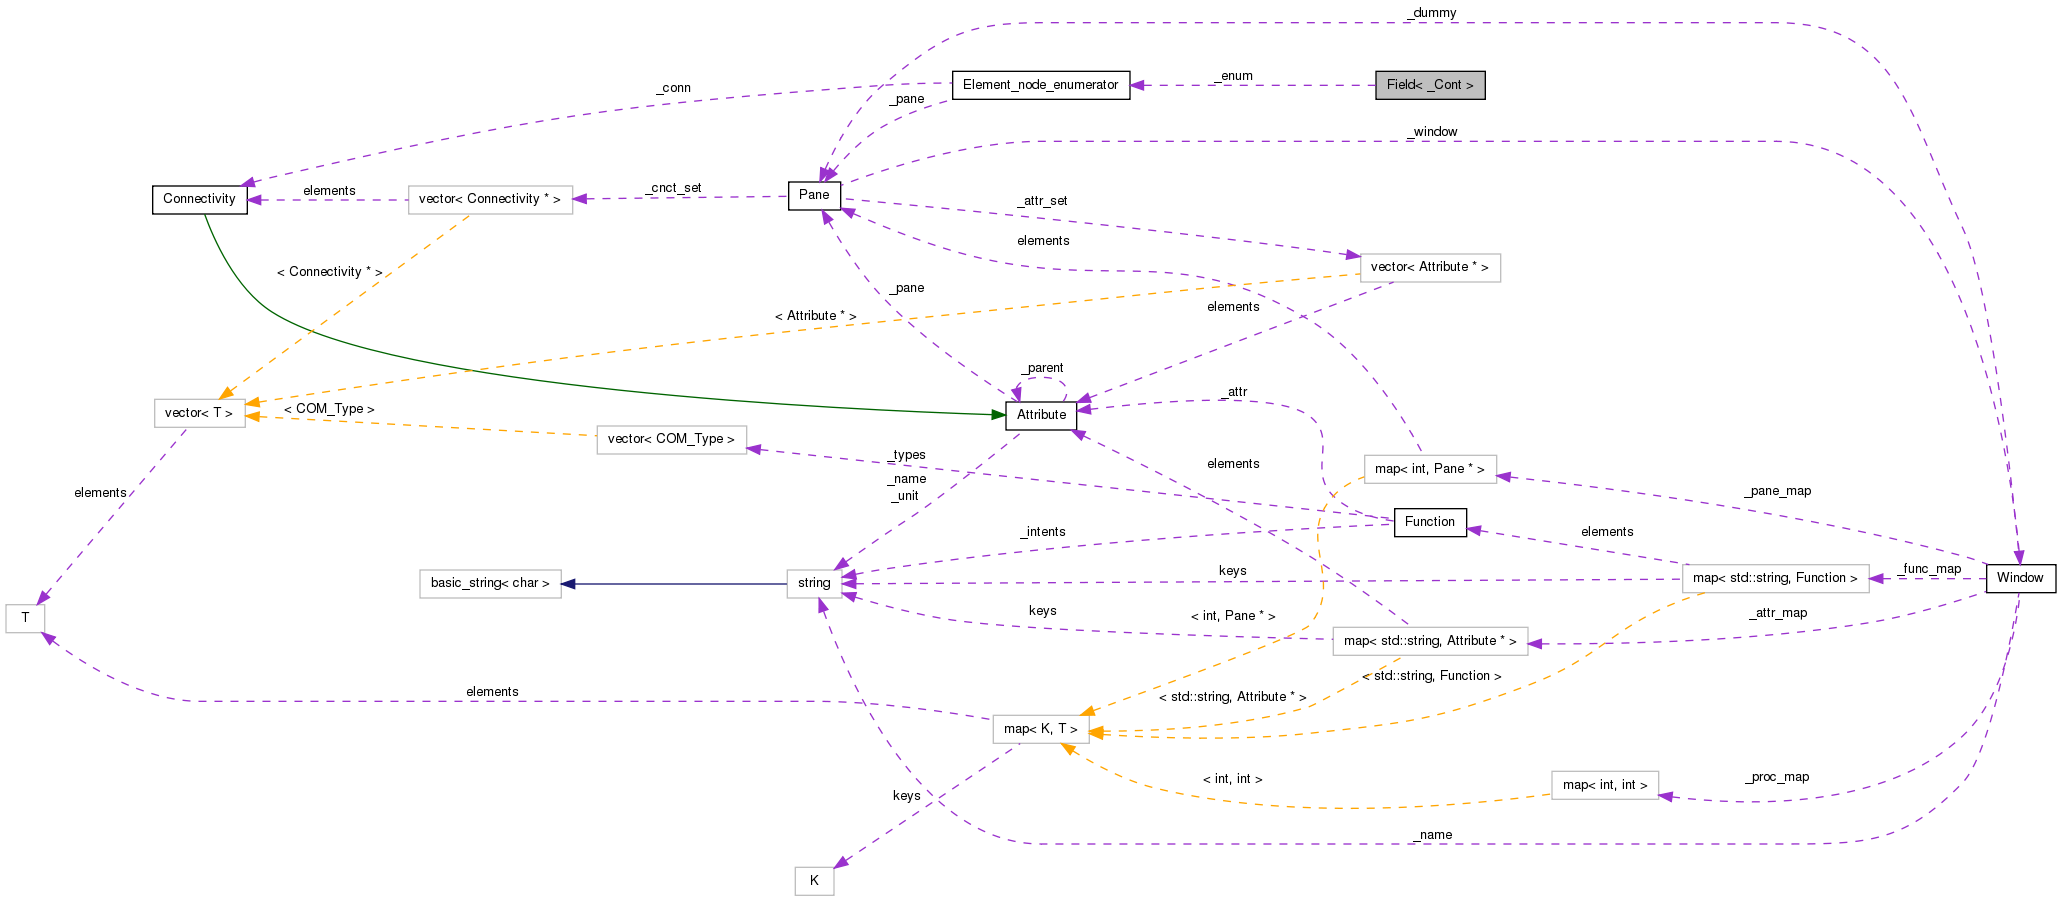 _dummy
_enum
Element_node_enumerator
Field< _Cont >
_conn
_pane
_window
Connectivity
elements
vector< Connectivity * >
_cnct_set
Pane
_attr_set
elements
vector< Attribute * >
< Connectivity * >
_pane
elements
< Attribute * >
_parent
_attr
vector< T >
< COM_Type >
Attribute
vector< COM_Type >
_types
elements
map< int, Pane * >
_name
_unit
elements
_pane_map
Function
_intents
elements
basic_string< char >
string
keys
map< std::string, Function >
_func_map
Window
T
keys
< int, Pane * >
_attr_map
map< std::string, Attribute * >
< std::string, Function >
elements
< std::string, Attribute * >
map< K, T >
< int, int >
map< int, int >
_proc_map
keys
_name
K